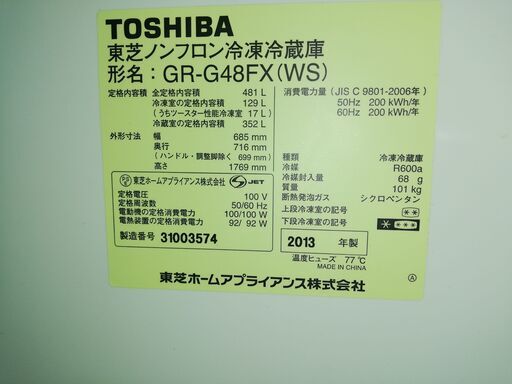 TOSHIBA
東芝ノンフロン冷凍冷蔵庫
形名：GR-G48FX(WS)
定格内容積 全定格内容積 481 L
冷凍室の定格内容積 129 L
(うちツースター性能冷凍室 17 L)
冷蔵室の定格内容積 352 L
外形寸法 幅 685 mm
奥行 716 mm
(ハンドル・調整脚除く 699 mm)
高さ 1769 mm
東芝ホームアプライアンス株式会社 JET
定格電圧 100 V
定格周波数 50/60 Hz
電動機の定格消費電力 100/100 W
電熱装置の定格消費電力 92/ 92 W
製造番号 31003574
消費電力量 (JIS C 9801-2006年)
50Hz 200 kWh/年
60Hz 200 kWh/年
種類 冷凍冷蔵庫
冷媒 R600a
冷媒封入量 68 g
質量 101 kg
断熱発泡ガス シクロペンタン
上段冷凍室の記号
下段冷凍室の記号
2013 年製
温度ヒューズ 77℃
MADE IN CHINA
東芝ホームアプライアンス株式会社
Ⓐ